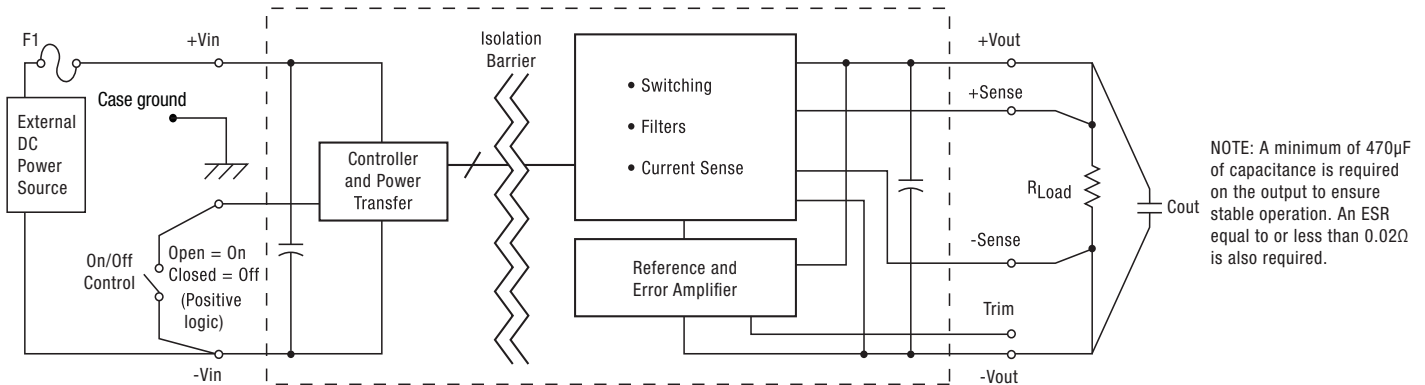 F1
+Vin
Case ground
External
DC
Power
Source
On/Off
Control
Open = On
Closed = Off
(Positive
logic)
-Vin
Controller
and Power
Transfer
Isolation
Barrier
• Switching
• Filters
• Current Sense
Reference and
Error Amplifier
+Vout
+Sense
RLoad
-Sense
Trim
-Vout
Cout
NOTE: A minimum of 470µF
of capacitance is required
on the output to ensure
stable operation. An ESR
equal to or less than 0.02Ω
is also required.